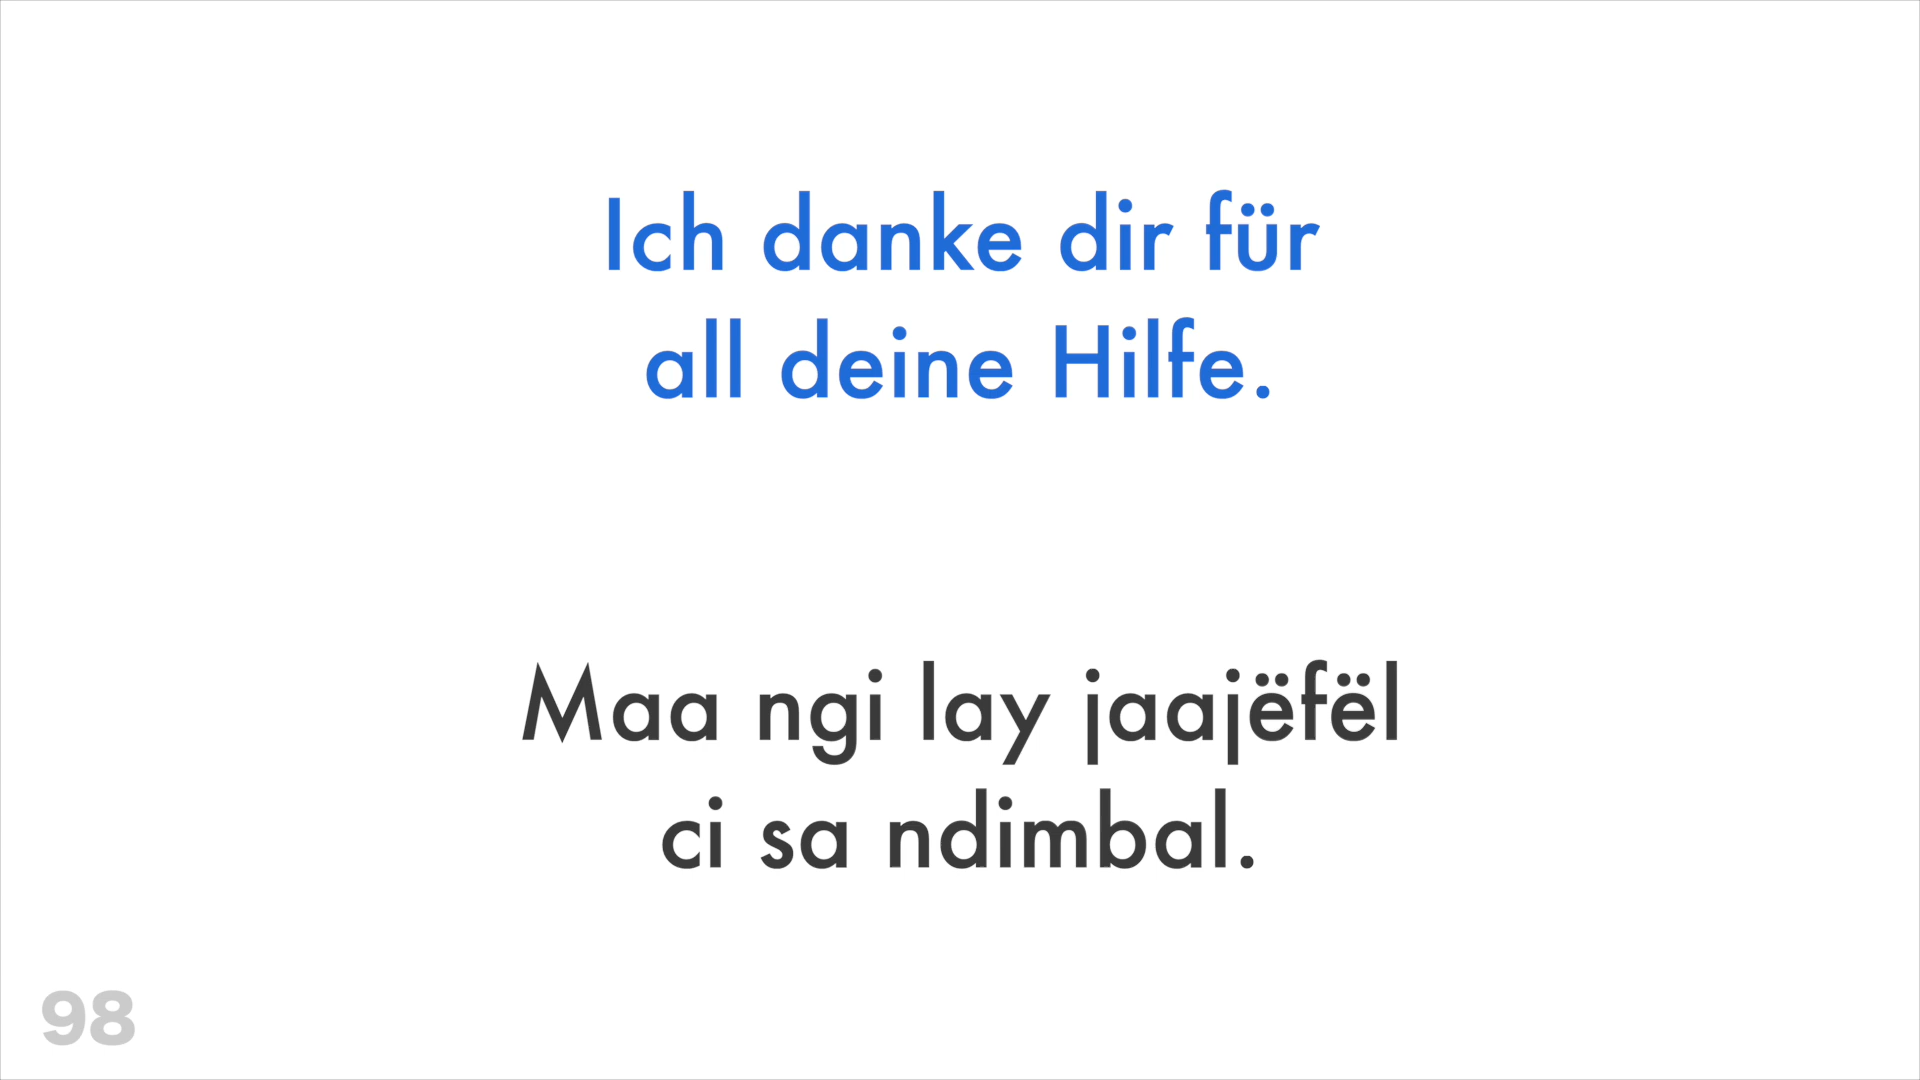 Ich danke dir für
all deine Hilfe.
Maa ngi lay jaajëfël
ci sa ndimbal.
98